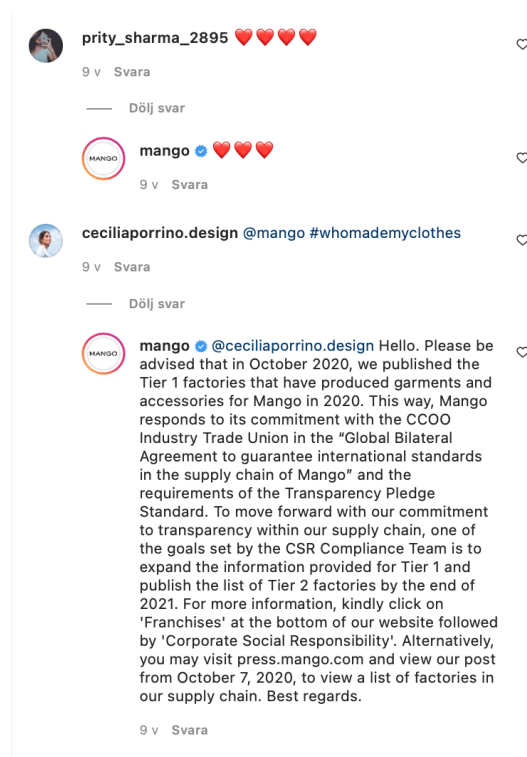 prity_sharma_2895 ❤️❤️❤️❤️
9 v Svara
Dölj svar
MANGO
mango ❤️❤️❤️
9 v Svara
ceciliaporrino.design @mango #whomademyclothes
9 v Svara
Dölj svar
MANGO
mango @ceciliaporrino.design Hello. Please be
advised that in October 2020, we published the
Tier 1 factories that have produced garments and
accessories for Mango in 2020. This way, Mango
responds to its commitment with the CCOO
Industry Trade Union in the “Global Bilateral
Agreement to guarantee international standards
in the supply chain of Mango” and the
requirements of the Transparency Pledge
Standard. To move forward with our commitment
to transparency within our supply chain, one of
the goals set by the CSR Compliance Team is to
expand the information provided for Tier 1 and
publish the list of Tier 2 factories by the end of
2021. For more information, kindly click on
'Franchises' at the bottom of our website followed
by 'Corporate Social Responsibility'. Alternatively,
you may visit press.mango.com and view our post
from October 7, 2020, to view a list of factories in
our supply chain. Best regards.
9 v Svara